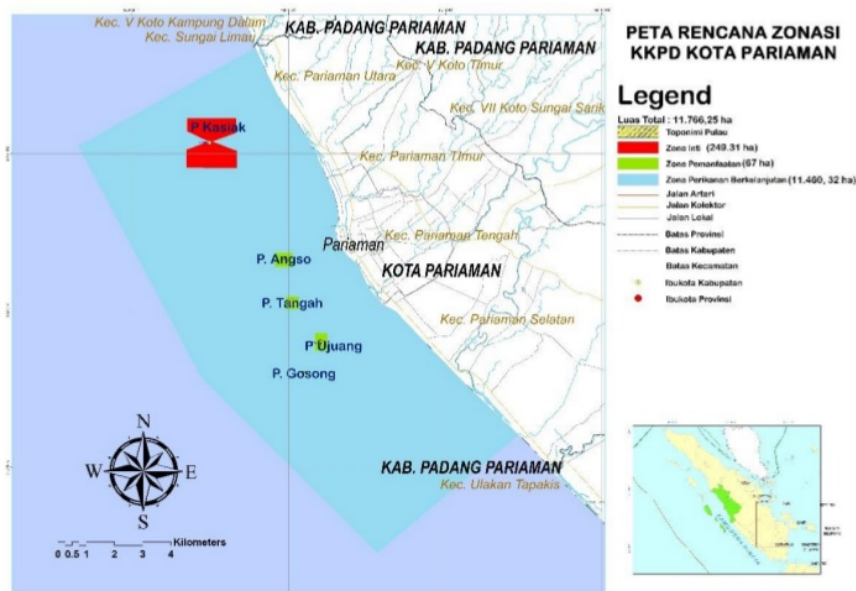 Kec. V Koto Kampung Dalam
Kec. Sungai Limau
KAB. PADANG PARIAMAN
KAB. PADANG PARIAMAN
Kec. V Koto Timur
Kec. Pariaman Utara
Kec. VII Koto Sungai Sarik
P Kasiak
Kec. Pariaman Timur
Pariaman
Kec. Pariaman Tengah
P. Angso
KOTA PARIAMAN
P. Tangah
Kec. Pariaman Selatan
P Ujuang
P. Gosong
KAB. PADANG PARIAMAN
Kec. Ulakan Tapakis
N
W
E
S
Kilometers
0 0.5 1 2 3 4
PETA RENCANA ZONASI
KKPD KOTA PARIAMAN
Legend
Luas Total : 11.766,25 ha
Toponimi Pulau
Zona Inti (249.31 ha)
Zona Pemanfaatan (67 ha)
Zona Perikanan Berkelanjutan (11.460, 32 ha)
Jalan Arteri
Jalan Kolektor
Jalan Lokal
Batas Provinsi
Batas Kabupaten
Batas Kecamatan
Ibukota Kabupaten
Ibukota Provinsi